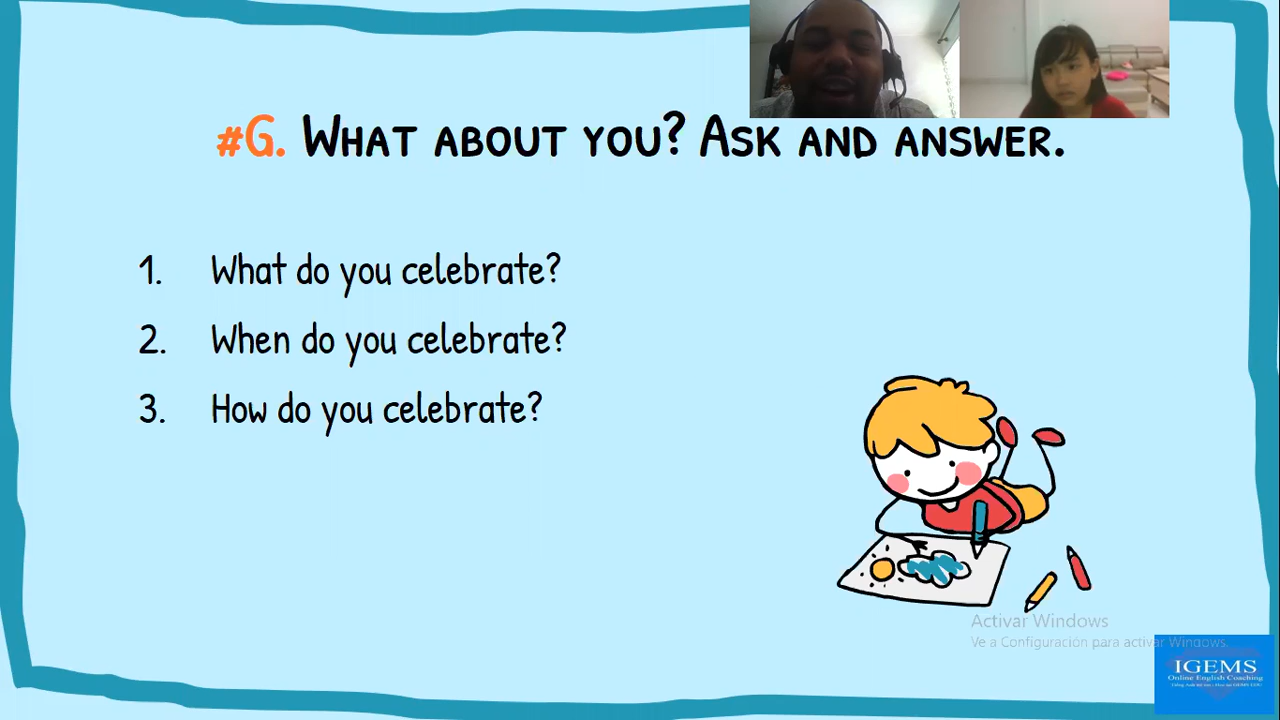 #G. What about you? Ask and answer.
1. What do you celebrate?
2. When do you celebrate?
3. How do you celebrate?
Activar Windows
Ve a Configuración para activar Windows.
IGEMS
Online English Coaching